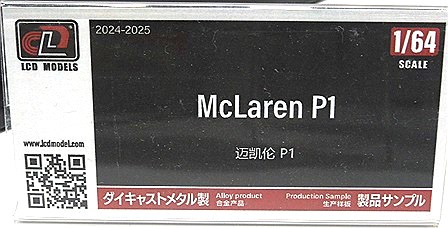 LCD MODELS
2024-2025
1/64
SCALE
McLaren P1
迈凯伦 P1
www.lcdmodel.com
ダイキャストメタル製
Alloy product
合金产品
Production Sample
生产样板
製品サンプル